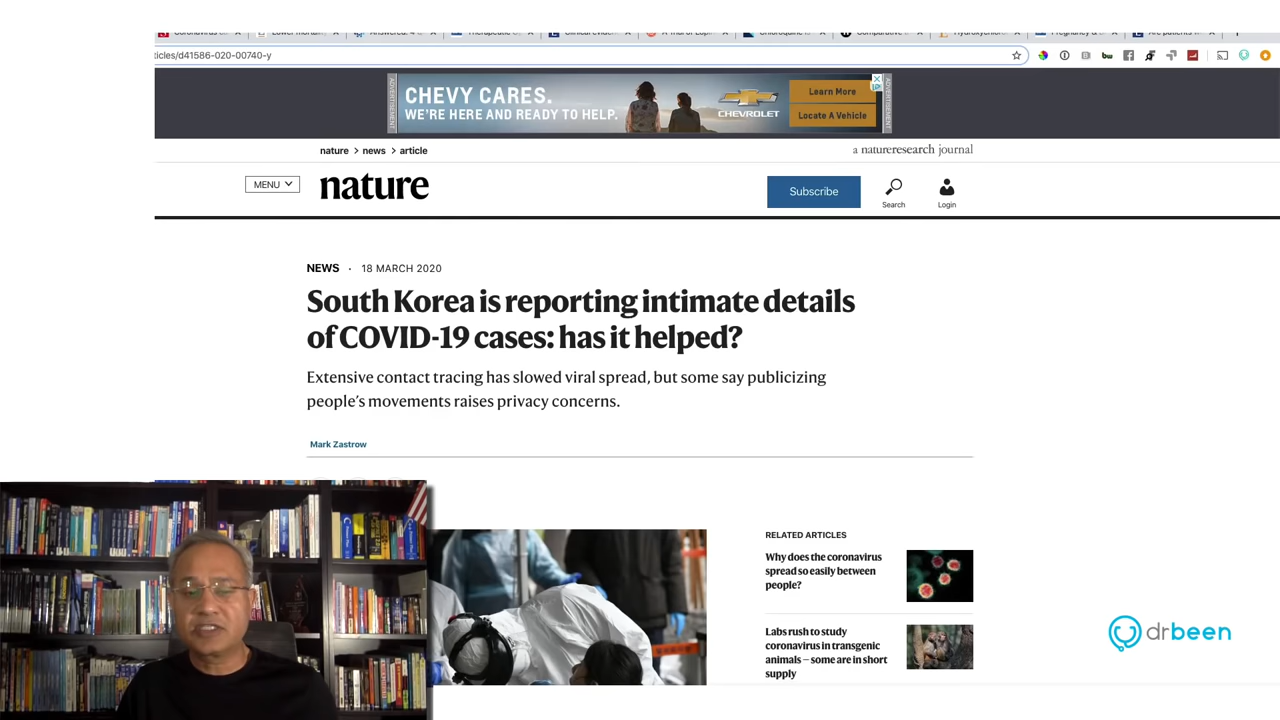 ticles/d41586-020-00740-y
ADVERTISEMENT
CHEVY CARES.
WE'RE HERE AND READY TO HELP.
CHEVROLET
Learn More
Locate A Vehicle
ADVERTISEMENT
nature > news > article
a natureresearch journal
MENU
nature
Subscribe
Search
Login
NEWS · 18 MARCH 2020
South Korea is reporting intimate details
of COVID-19 cases: has it helped?
Extensive contact tracing has slowed viral spread, but some say publicizing
people's movements raises privacy concerns.
Mark Zastrow
RELATED ARTICLES
Why does the coronavirus
spread so easily between
people?
Labs rush to study
coronavirus in transgenic
animals – some are in short
supply
drbeen